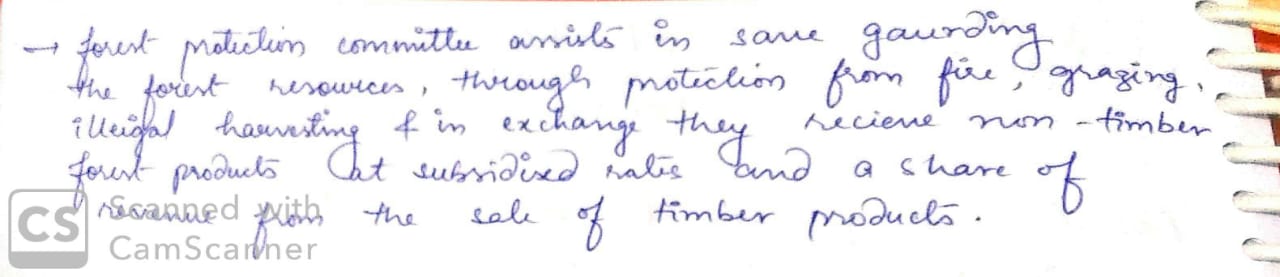 → forest protection committee assists in save gaurding
the forest resources, through protection from fire, grazing,
illeigal harvesting & in exchange they recieve non-timber
forest products at subsidized rates and a share of
revenue from the sale of timber products.
CS Scanned with
CamScanner